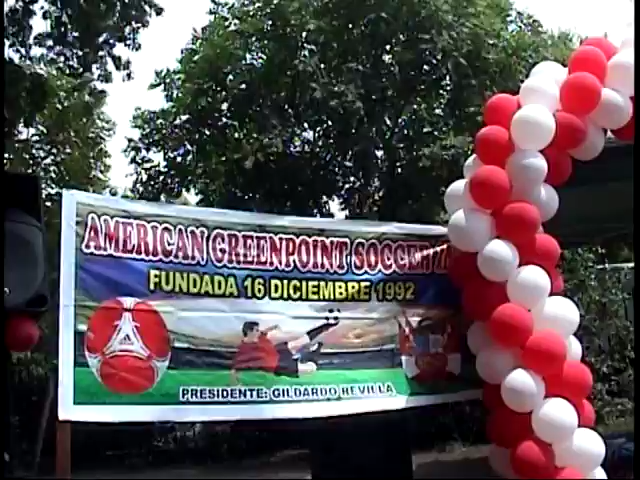 AMERICAN GREENPOINT SOCCER
FUNDADA 16 DICIEMBRE 1992
PRESIDENTE: GILDARDO REVILLA